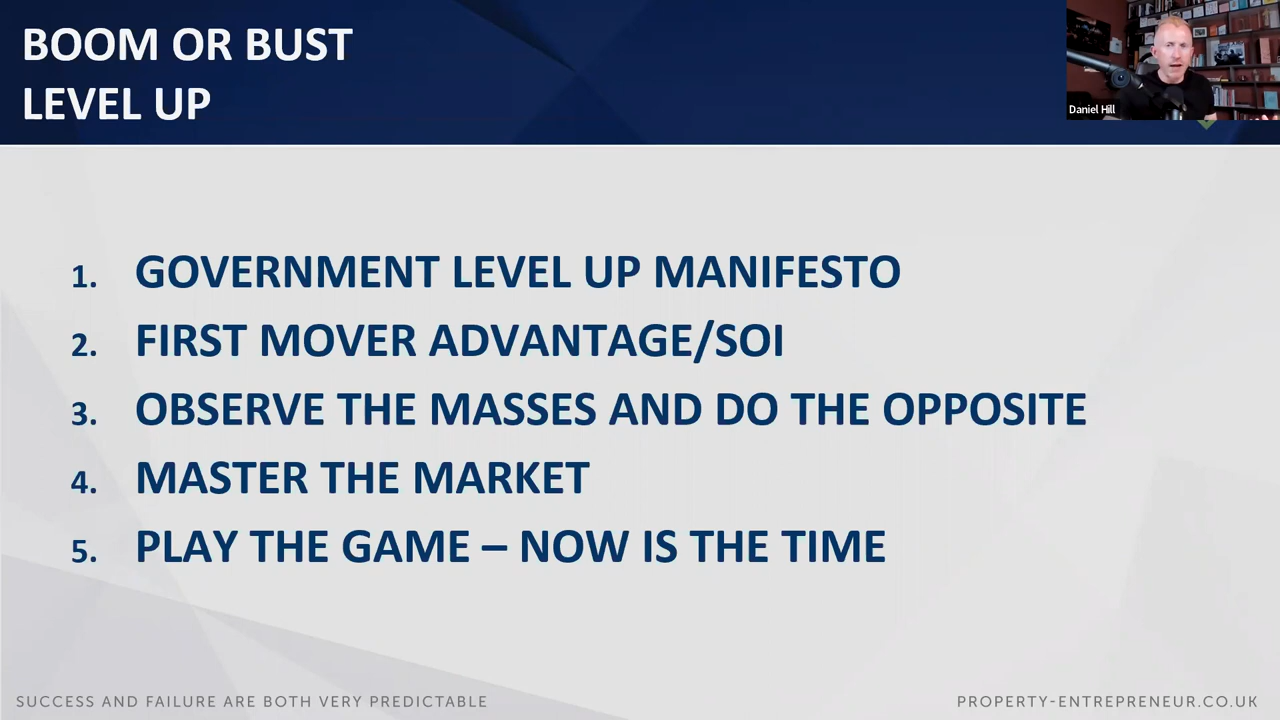 BOOM OR BUST
LEVEL UP
Daniel Hill
1. GOVERNMENT LEVEL UP MANIFESTO
2. FIRST MOVER ADVANTAGE/SOI
3. OBSERVE THE MASSES AND DO THE OPPOSITE
4. MASTER THE MARKET
5. PLAY THE GAME – NOW IS THE TIME
SUCCESS AND FAILURE ARE BOTH VERY PREDICTABLE
PROPERTY-ENTREPRENEUR.CO.UK